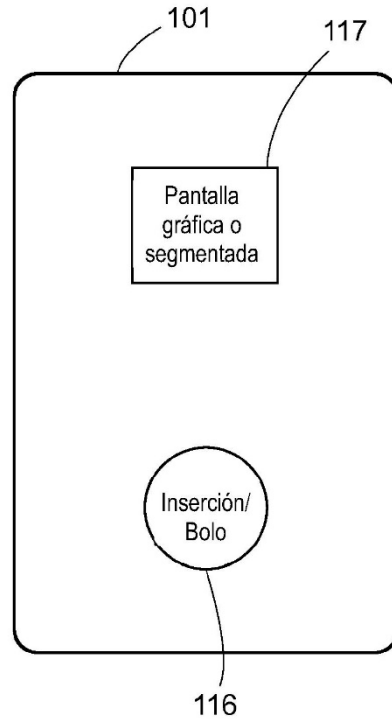 101
117
Pantalla
gráfica o
segmentada
Inserción/
Bolo
116